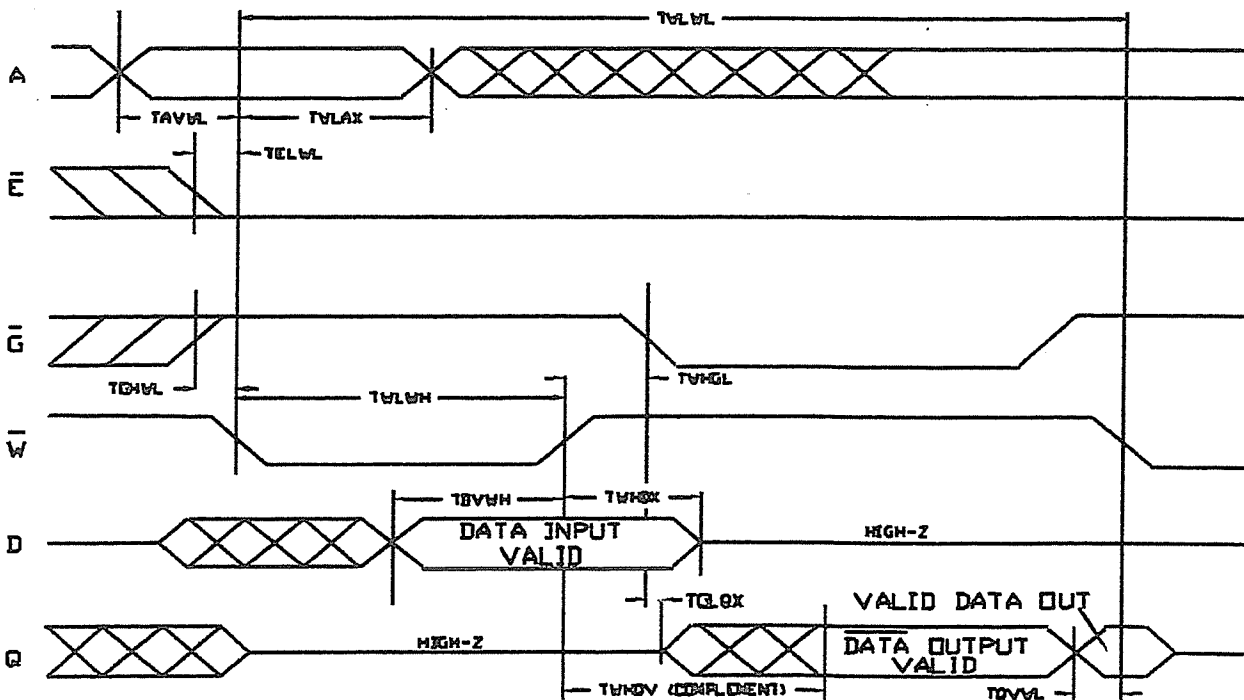 TWLWL
A
TAVWL
TWLAX
TELWL
E̅
G̅
TGHWL
TWHGL
TWLWH
W̅
TDVWH
TWHDX
D
DATA INPUT
VALID
HIGH-Z
TGLQX
VALID DATA OUT
Q
HIGH-Z
D̅A̅T̅A̅ OUTPUT
VALID
TWHQV (COMPLEMENT)
TQVWL